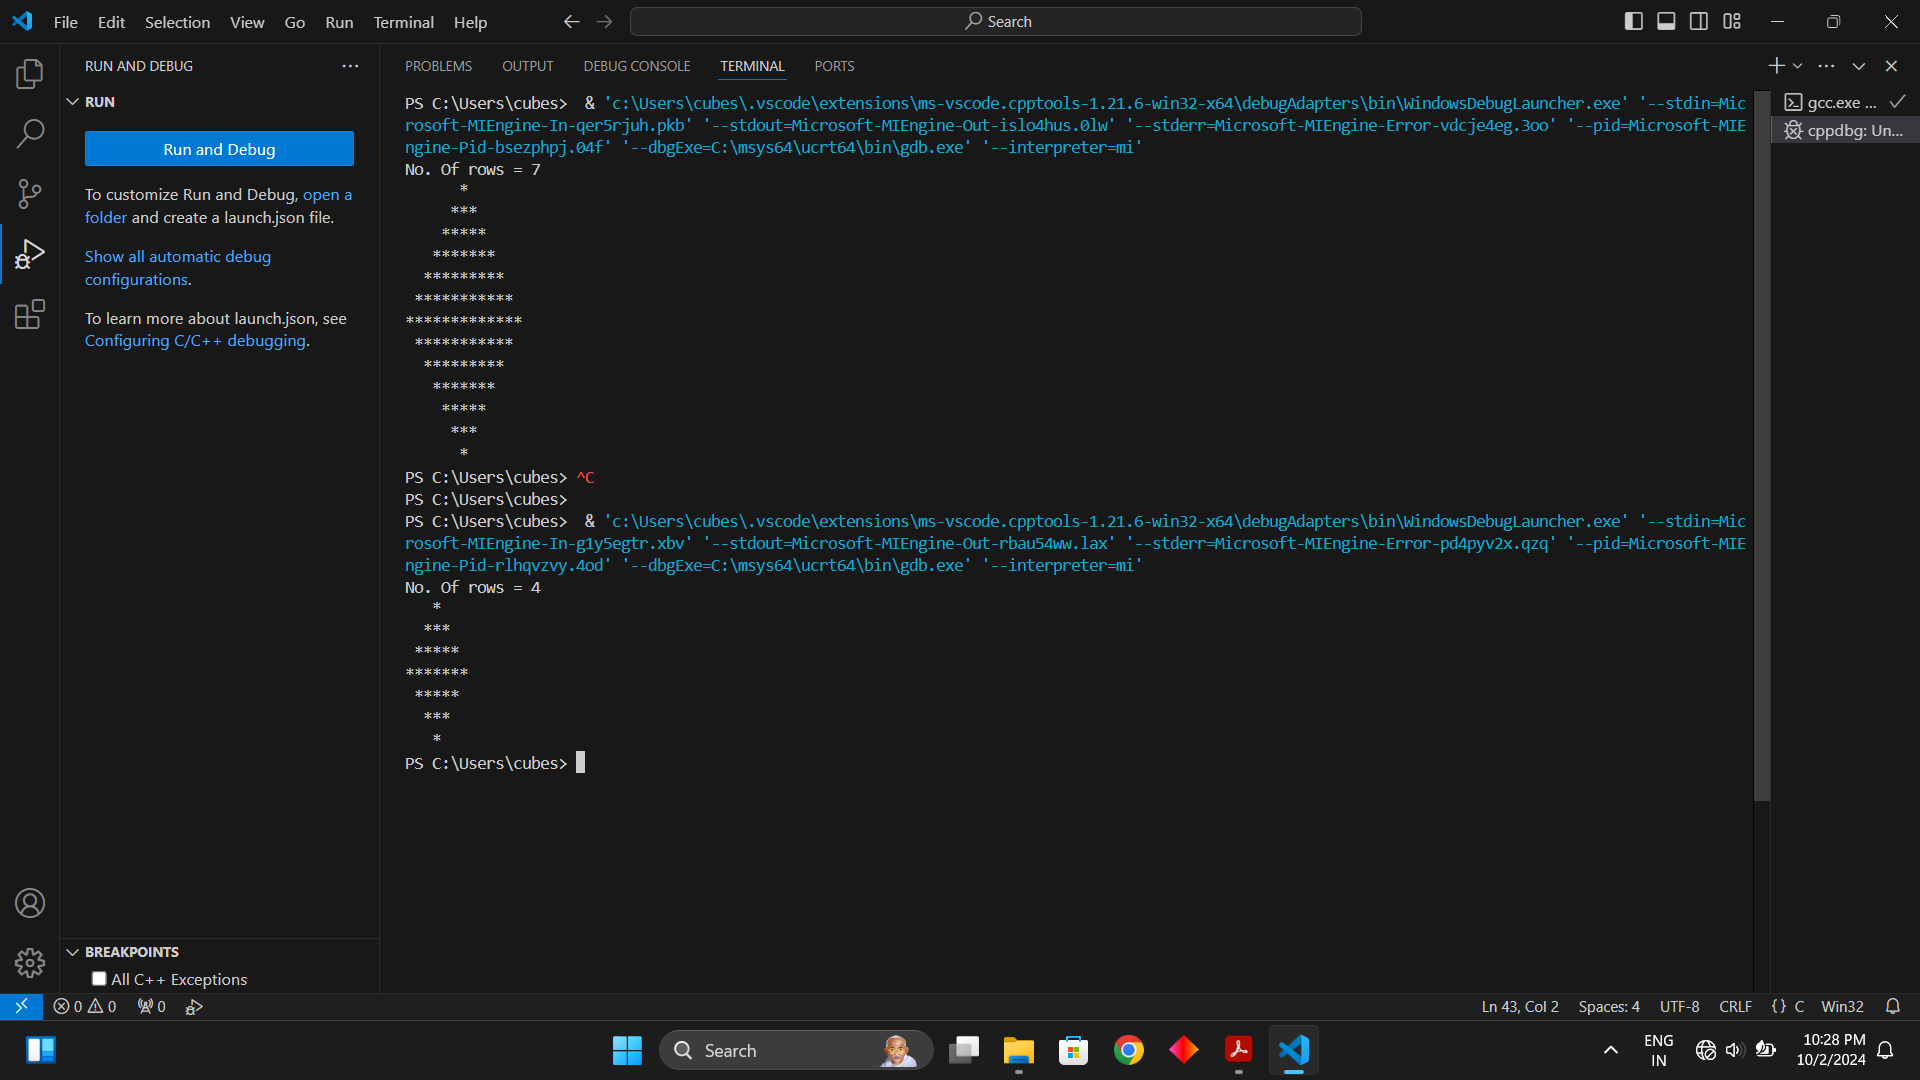 File Edit Selection View Go Run Terminal Help
Search
RUN AND DEBUG
RUN
Run and Debug
To customize Run and Debug, open a
folder and create a launch.json file.
Show all automatic debug
configurations.
To learn more about launch.json, see
Configuring C/C++ debugging.
BREAKPOINTS
All C++ Exceptions
PROBLEMS OUTPUT DEBUG CONSOLE TERMINAL PORTS
PS C:\Users\cubes>  & 'c:\Users\cubes\.vscode\extensions\ms-vscode.cpptools-1.21.6-win32-x64\debugAdapters\bin\WindowsDebugLauncher.exe' '--stdin=Mic
rosoft-MIEngine-In-qer5rjuh.pkb' '--stdout=Microsoft-MIEngine-Out-islo4hus.0lw' '--stderr=Microsoft-MIEngine-Error-vdcje4eg.3oo' '--pid=Microsoft-MIE
ngine-Pid-bsezphpj.04f' '--dbgExe=C:\msys64\ucrt64\bin\gdb.exe' '--interpreter=mi'
No. Of rows = 7
      *
     ***
    *****
   *******
  *********
 ***********
*************
 ***********
  *********
   *******
    *****
     ***
      *
PS C:\Users\cubes> ^C
PS C:\Users\cubes>
PS C:\Users\cubes>  & 'c:\Users\cubes\.vscode\extensions\ms-vscode.cpptools-1.21.6-win32-x64\debugAdapters\bin\WindowsDebugLauncher.exe' '--stdin=Mic
rosoft-MIEngine-In-g1y5egtr.xbv' '--stdout=Microsoft-MIEngine-Out-rbau54ww.lax' '--stderr=Microsoft-MIEngine-Error-pd4pyv2x.qzq' '--pid=Microsoft-MIE
ngine-Pid-rlhqvzvy.4od' '--dbgExe=C:\msys64\ucrt64\bin\gdb.exe' '--interpreter=mi'
No. Of rows = 4
   *
  ***
 *****
*******
 *****
  ***
   *
PS C:\Users\cubes>
gcc.exe ...
cppdbg: Un...
0 0 0
Ln 43, Col 2 Spaces: 4 UTF-8 CRLF {} C Win32
Search
ENG
IN
10:28 PM
10/2/2024